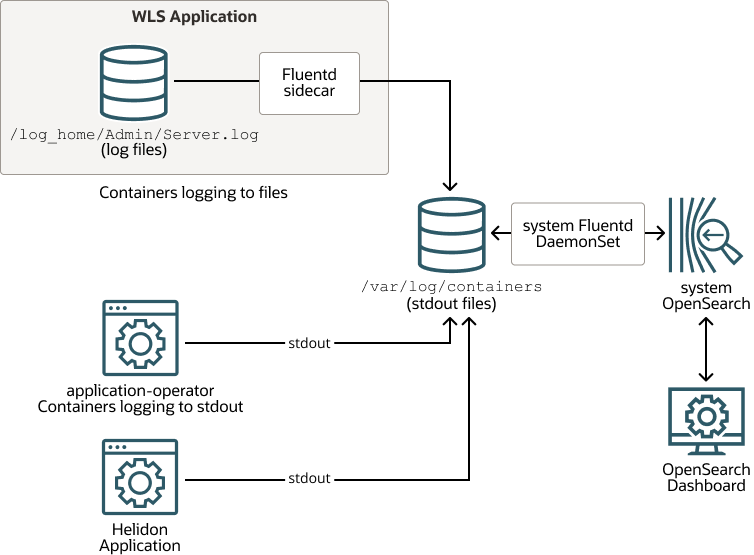 WLS Application
Fluentd
sidecar
/log_home/Admin/Server.log
(log files)
Containers logging to files
system Fluentd
DaemonSet
/var/log/containers
(stdout files)
system
OpenSearch
stdout
application-operator
Containers logging to stdout
OpenSearch
Dashboard
stdout
Helidon
Application